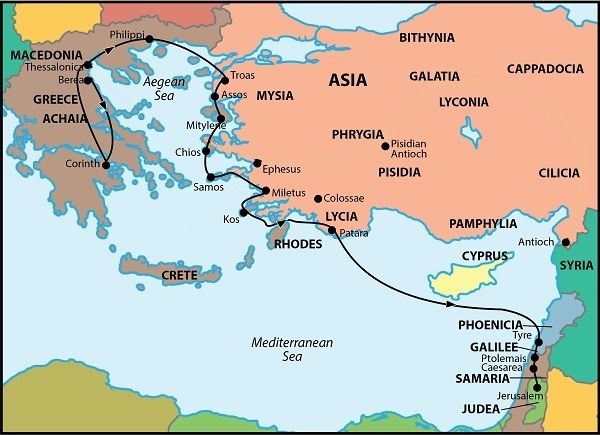 BITHYNIA
Philippi
MACEDONIA
Thessalonica
Berea
GREECE
ACHAIA
Corinth
Aegean
Sea
Troas
Assos
MYSIA
Mitylene
Chios
Samos
Ephesus
Miletus
Kos
ASIA
GALATIA
CAPPADOCIA
LYCONIA
PHRYGIA
Pisidian
Antioch
PISIDIA
CILICIA
Colossae
LYCIA
Patara
PAMPHYLIA
RHODES
CRETE
Antioch
CYPRUS
SYRIA
Mediterranean
Sea
PHOENICIA
Tyre
GALILEE
Ptolemais
Caesarea
SAMARIA
Jerusalem
JUDEA